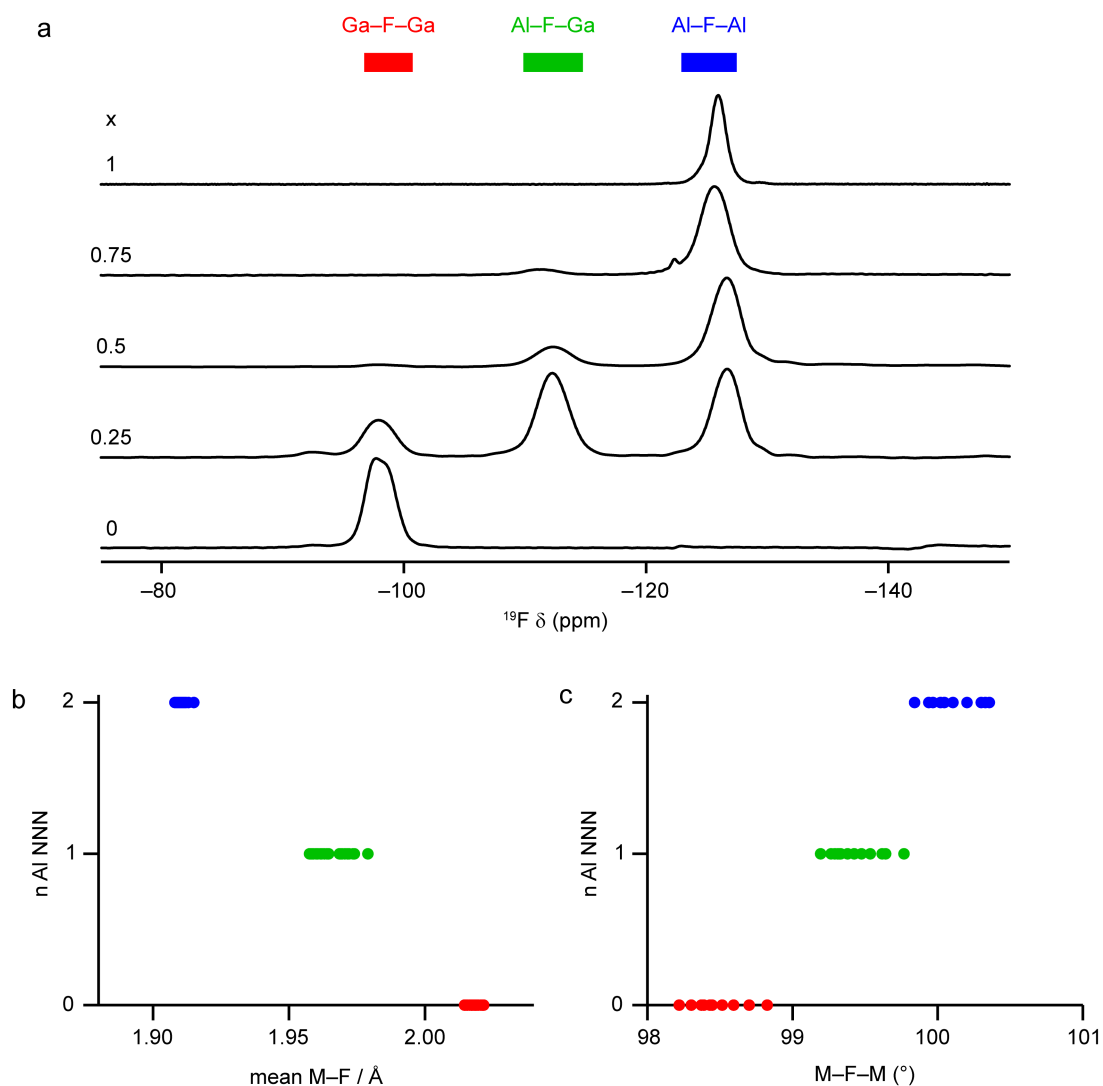 a
Ga–F–Ga Al–F–Ga Al–F–Al
x
1
0.75
0.5
0.25
0
–80 –100 –120 –140
¹⁹F δ (ppm)
b
2
1
0
n Al NNN
1.90 1.95 2.00
mean M–F / Å
c
2
1
0
n Al NNN
98 99 100 101
M–F–M (°)